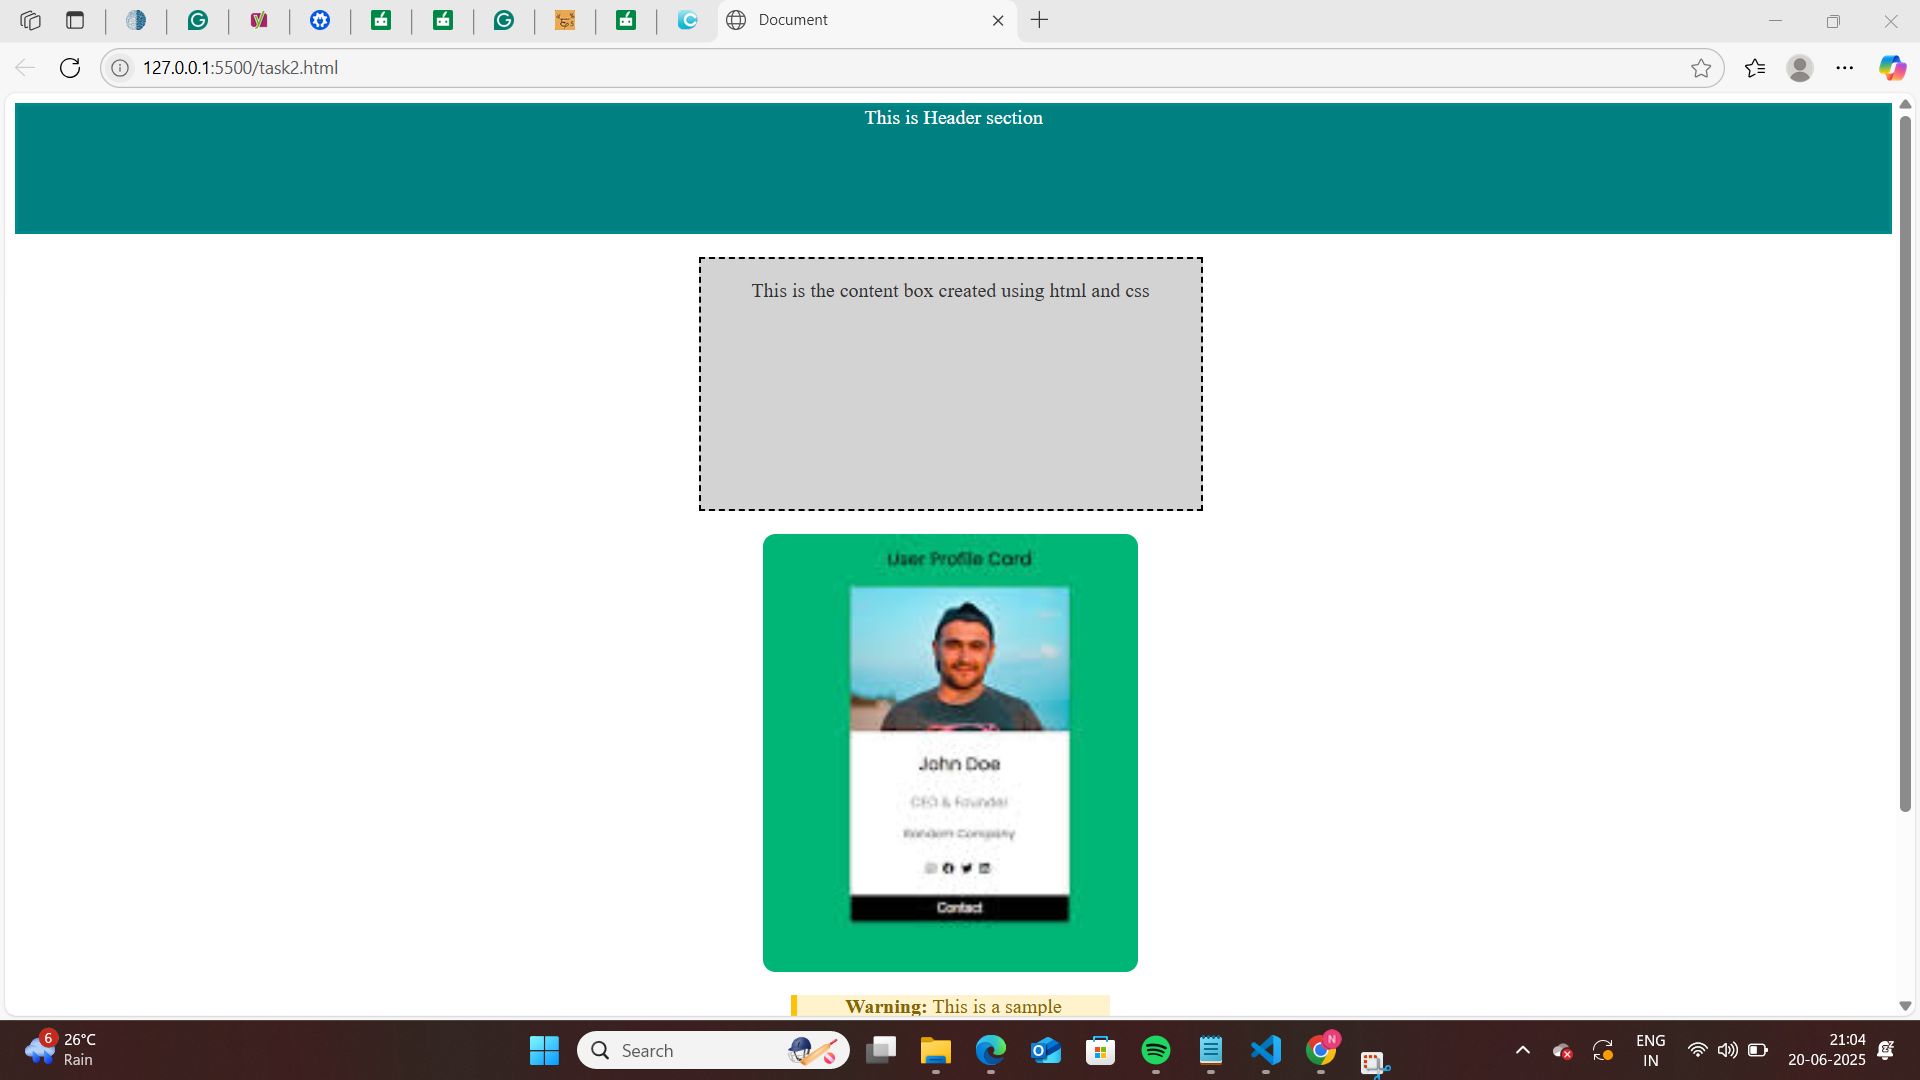 Document
127.0.0.1:5500/task2.html
This is Header section
This is the content box created using html and css
User Profile Card
John Doe
CEO & Founder
Random Company
Contact
Warning: This is a sample
6
26°C
Rain
Search
N
ENG
IN
21:04
20-06-2025